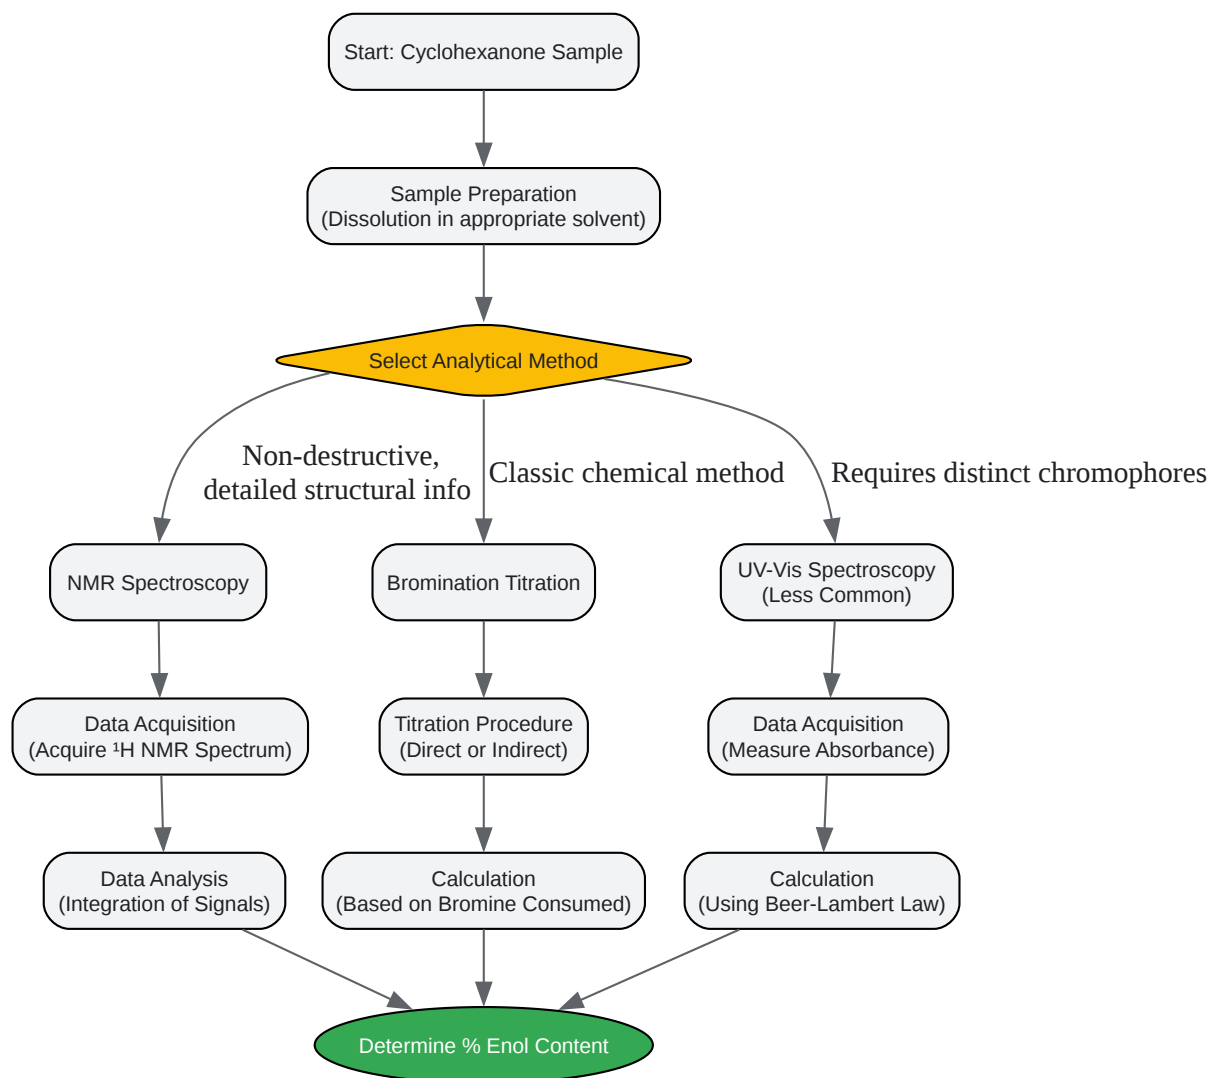 Start: Cyclohexanone Sample
Sample Preparation
(Dissolution in appropriate solvent)
Select Analytical Method
Non-destructive,
detailed structural info
Classic chemical method
Requires distinct chromophores
NMR Spectroscopy
Bromination Titration
UV-Vis Spectroscopy
(Less Common)
Data Acquisition
(Acquire ¹H NMR Spectrum)
Titration Procedure
(Direct or Indirect)
Data Acquisition
(Measure Absorbance)
Data Analysis
(Integration of Signals)
Calculation
(Based on Bromine Consumed)
Calculation
(Using Beer-Lambert Law)
Determine % Enol Content